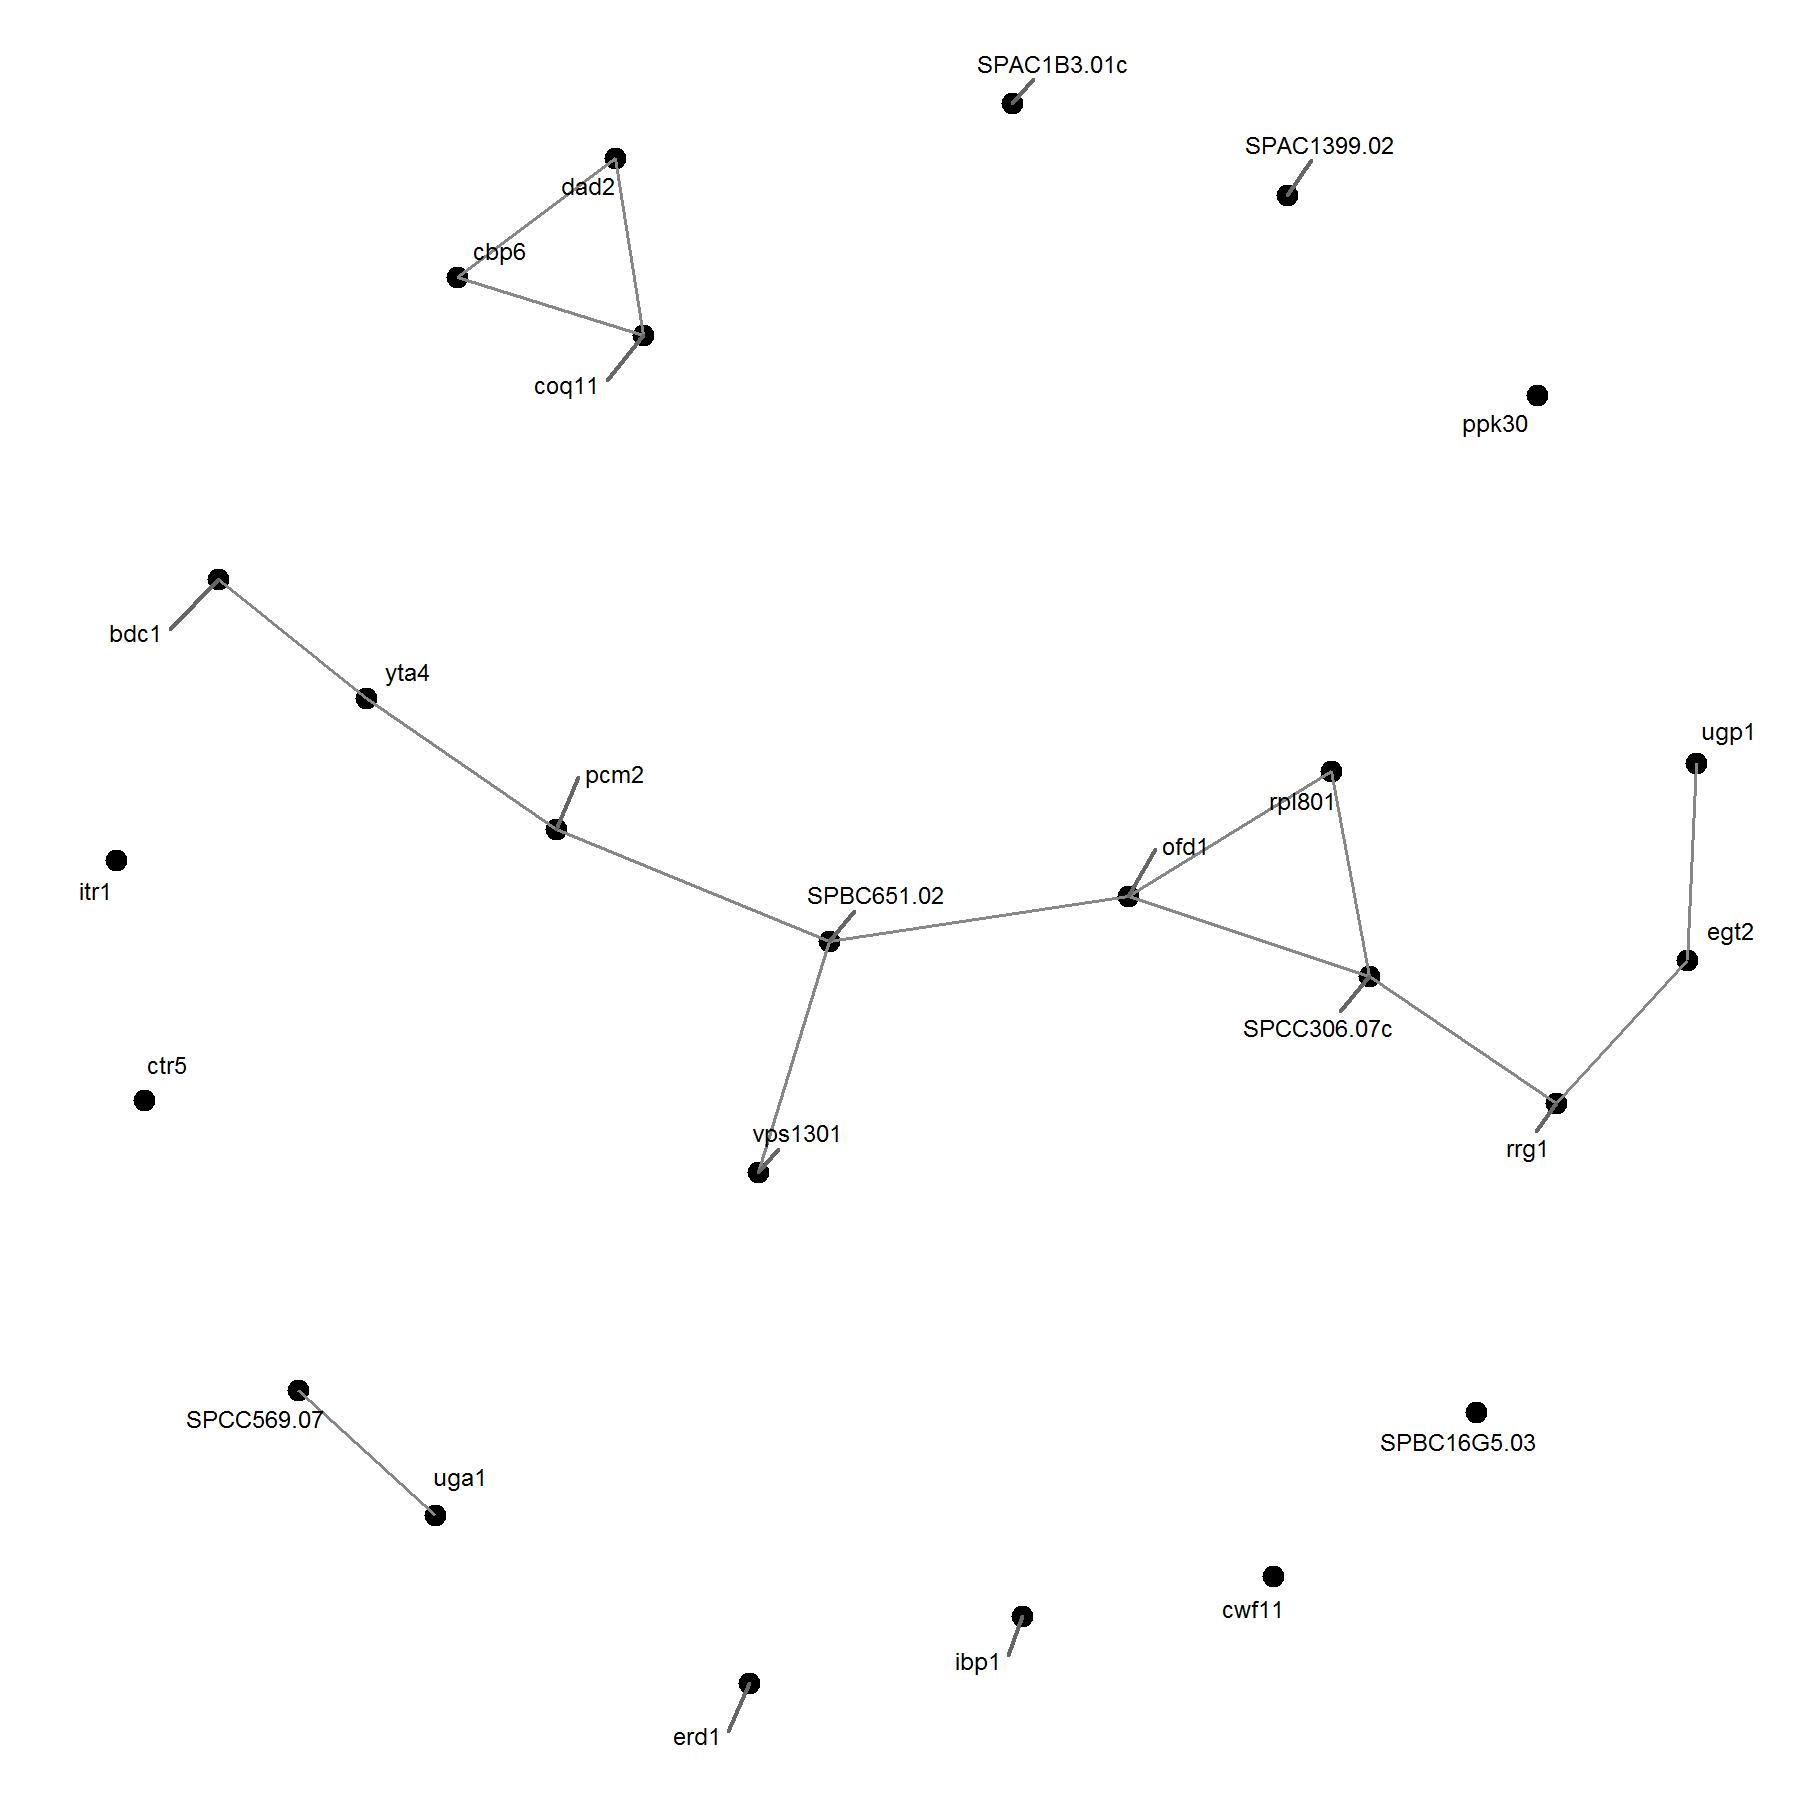 SPAC1B3.01c
SPAC1399.02
dad2
cbp6
coq11
ppk30
bdc1
yta4
ugp1
pcm2
rpl801
ofd1
itr1
SPBC651.02
egt2
SPCC306.07c
ctr5
vps1301
rrg1
SPCC569.07
SPBC16G5.03
uga1
cwf11
ibp1
erd1